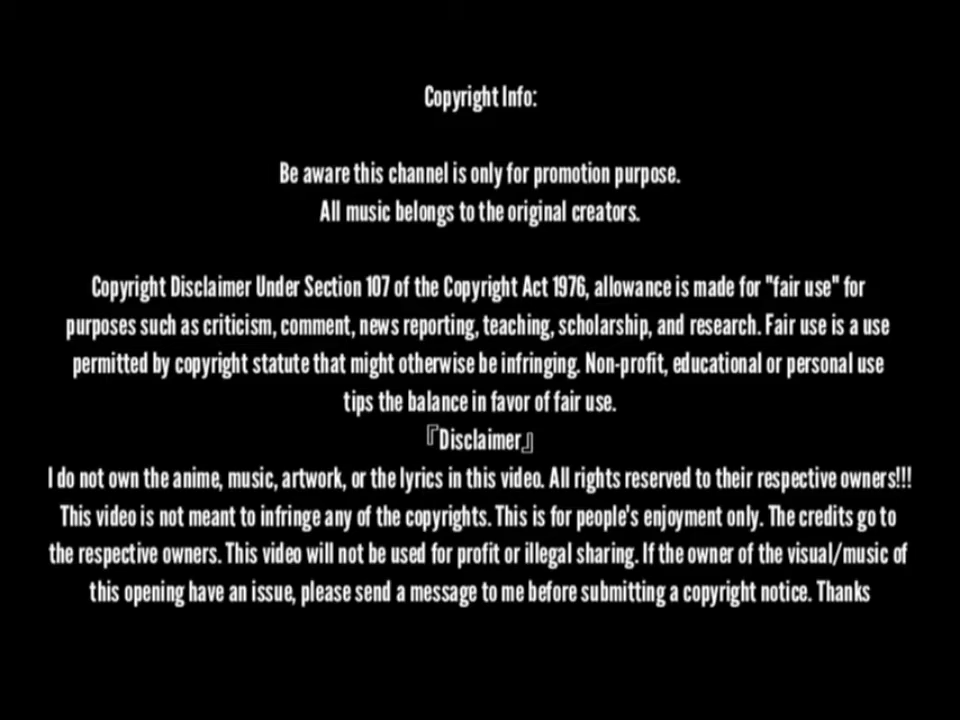 Copyright Info:
Be aware this channel is only for promotion purpose.
All music belongs to the original creators.
Copyright Disclaimer Under Section 107 of the Copyright Act 1976, allowance is made for "fair use" for
purposes such as criticism, comment, news reporting, teaching, scholarship, and research. Fair use is a use
permitted by copyright statute that might otherwise be infringing. Non-profit, educational or personal use
tips the balance in favor of fair use.
『Disclaimer』
I do not own the anime, music, artwork, or the lyrics in this video. All rights reserved to their respective owners!!!
This video is not meant to infringe any of the copyrights. This is for people's enjoyment only. The credits go to
the respective owners. This video will not be used for profit or illegal sharing. If the owner of the visual/music of
this opening have an issue, please send a message to me before submitting a copyright notice. Thanks